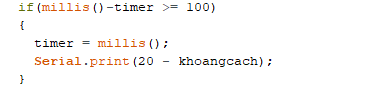 if(millis()-timer >= 100)
{
timer = millis();
Serial.print(20 - khoangcach);
}